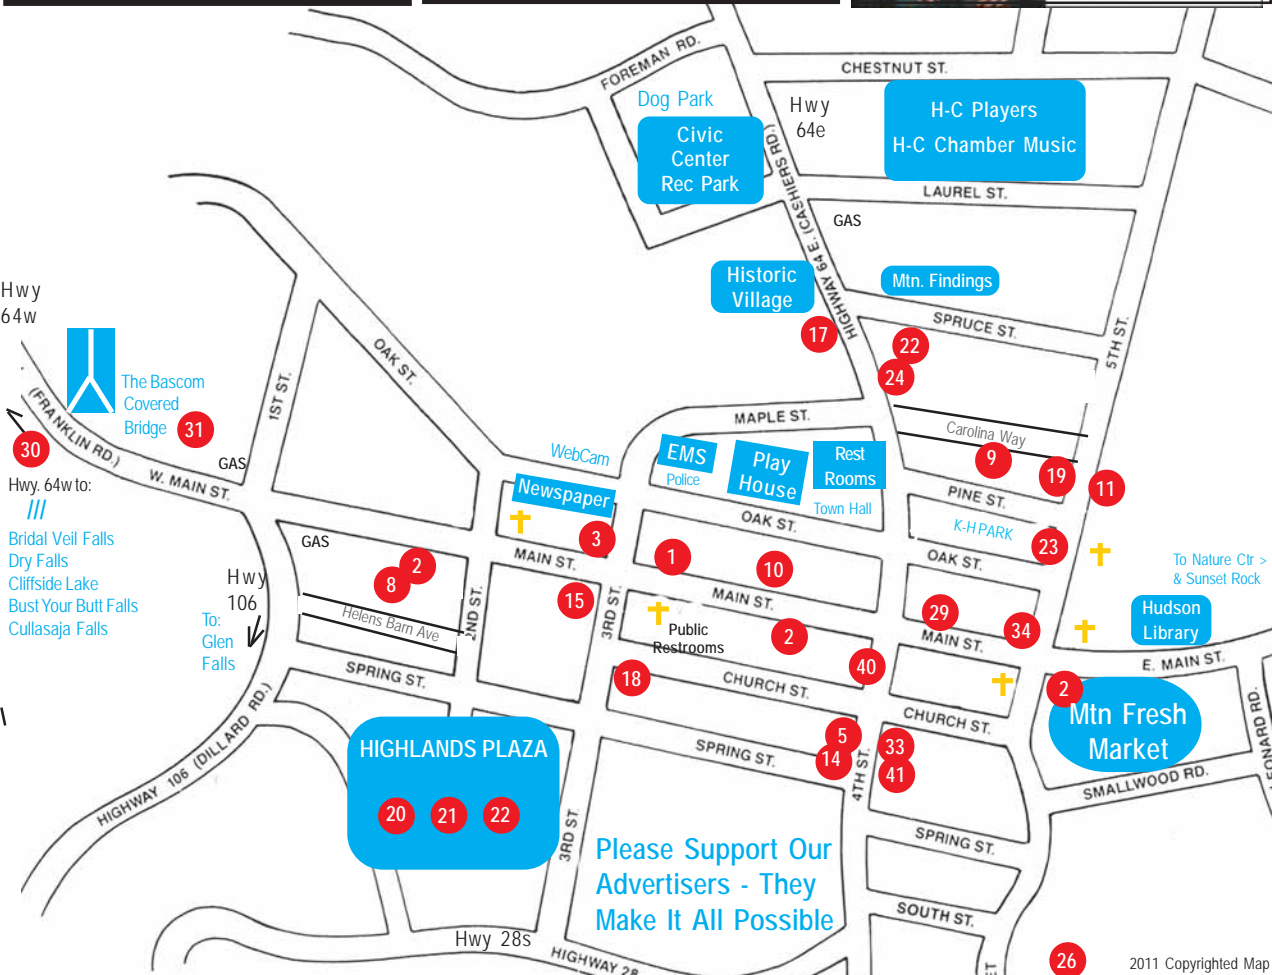 FOREMAN RD.
CHESTNUT ST.
Dog Park
Civic
Center
Rec Park
Hwy
64e
H-C Players
H-C Chamber Music
LAUREL ST.
HIGHWAY 64 E. (CASHIERS RD.)
GAS
Historic
Village
Mtn. Findings
17
SPRUCE ST.
5TH ST.
22
24
Hwy
64w
OAK ST.
The Bascom
Covered
Bridge
31
1ST ST.
(FRANKLIN RD.)
30
GAS
W. MAIN ST.
MAPLE ST.
Carolina Way
9
19
11
PINE ST.
WebCam
EMS
Police
Play
House
Rest
Rooms
Town Hall
Newspaper
Hwy. 64w to:
///
Bridal Veil Falls
Dry Falls
Cliffside Lake
Bust Your Butt Falls
Cullasaja Falls
OAK ST.
K-H PARK
23
OAK ST.
GAS
3
MAIN ST.
1
10
2
8
Hwy
106
To:
Glen
Falls
Helens Barn Ave
2ND ST.
15
3RD ST.
MAIN ST.
Public
Restrooms
2
29
34
MAIN ST.
To Nature Ctr >
& Sunset Rock
Hudson
Library
E. MAIN ST.
40
18
SPRING ST.
CHURCH ST.
2
Mtn Fresh
Market
CHURCH ST.
HIGHWAY 106 (DILLARD RD.)
HIGHLANDS PLAZA
20
21
22
SPRING ST.
5
14
33
41
4TH ST.
SMALLWOOD RD.
3RD ST.
SPRING ST.
Please Support Our
Advertisers - They
Make It All Possible
SOUTH ST.
Hwy 28s
HIGHWAY 28
26
2011 Copyrighted Map